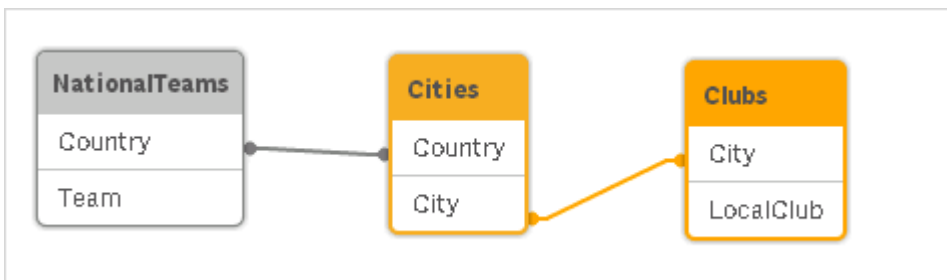 NationalTeams
Country
Team
Cities
Country
City
Clubs
City
LocalClub